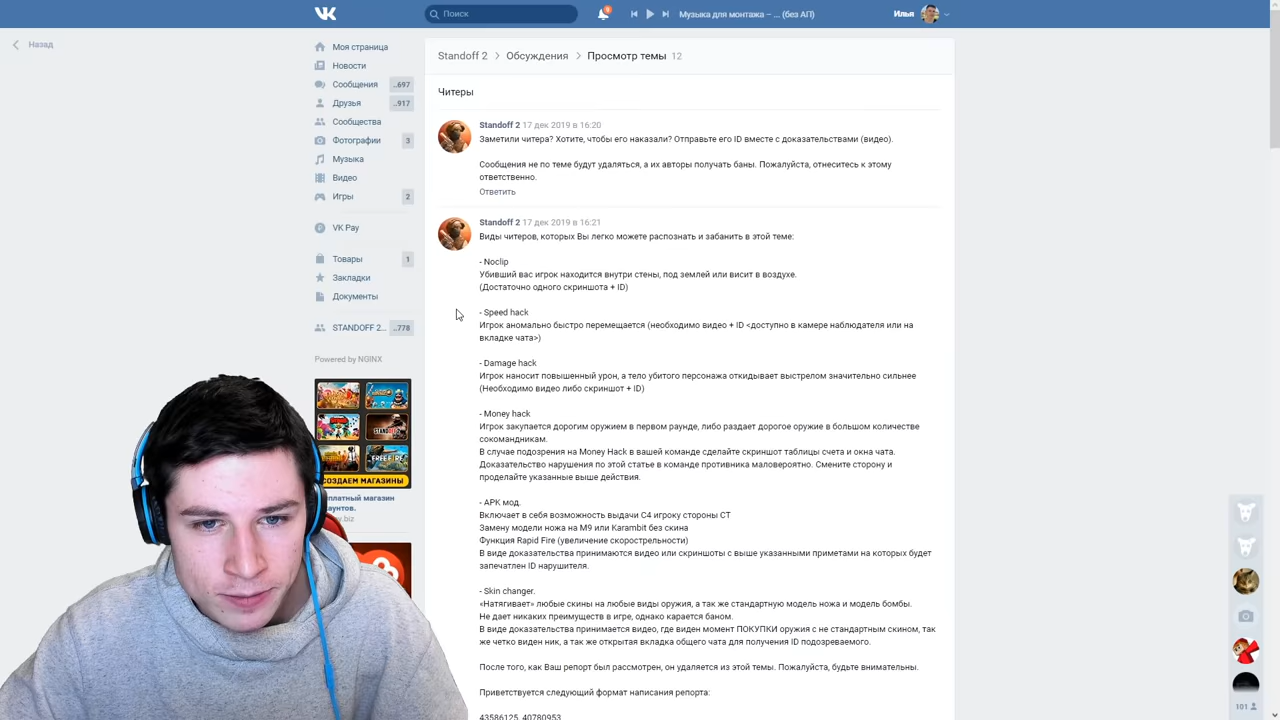 Поиск
9
Музыка для монтажа – ... (без АП)
Илья
Назад
Моя страница
Новости
Сообщения ..697
Друзья ..917
Сообщества
Фотографии 3
Музыка
Видео
Игры 2
VK Pay
Товары 1
Закладки
Документы
STANDOFF 2... ..778
Powered by NGINX
FREE FIRE
СОЗДАЕМ МАГАЗИНЫ
Standoff 2 > Обсуждения > Просмотр темы 12
Читеры
Standoff 2 17 дек 2019 в 16:20
Заметили читера? Хотите, чтобы его наказали? Отправьте его ID вместе с доказательствами (видео).
Сообщения не по теме будут удаляться, а их авторы получать баны. Пожалуйста, отнеситесь к этому
ответственно.
Ответить
Standoff 2 17 дек 2019 в 16:21
Виды читеров, которых Вы легко можете распознать и забанить в этой теме:
- Noclip
Убивший вас игрок находится внутри стены, под землей или висит в воздухе.
(Достаточно одного скриншота + ID)
- Speed hack
Игрок аномально быстро перемещается (необходимо видео + ID <доступно в камере наблюдателя или на
вкладке чата>)
- Damage hack
Игрок наносит повышенный урон, а тело убитого персонажа откидывает выстрелом значительно сильнее
(Необходимо видео либо скриншот + ID)
- Money hack
Игрок закупается дорогим оружием в первом раунде, либо раздает дорогое оружие в большом количестве
сокомандникам.
В случае подозрения на Money Hack в вашей команде сделайте скриншот таблицы счета и окна чата.
Доказательство нарушения по этой статье в команде противника маловероятно. Смените сторону и
проделайте указанные выше действия.
- APK мод.
Включает в себя возможность выдачи C4 игроку стороны CT
Замену модели ножа на M9 или Karambit без скина
Функция Rapid Fire (увеличение скорострельности)
В виде доказательства принимаются видео или скриншоты с выше указанными приметами на которых будет
запечатлен ID нарушителя.
- Skin changer.
«Натягивает» любые скины на любые виды оружия, а так же стандартную модель ножа и модель бомбы.
Не дает никаких преимуществ в игре, однако карается баном.
В виде доказательства принимается видео, где виден момент ПОКУПКИ оружия с не стандартным скином, так
же четко виден ник, а так же открытая вкладка общего чата для получения ID подозреваемого.
После того, как Ваш репорт был рассмотрен, он удаляется из этой темы. Пожалуйста, будьте внимательны.
Приветствуется следующий формат написания репорта:
43586125, 40780953
101